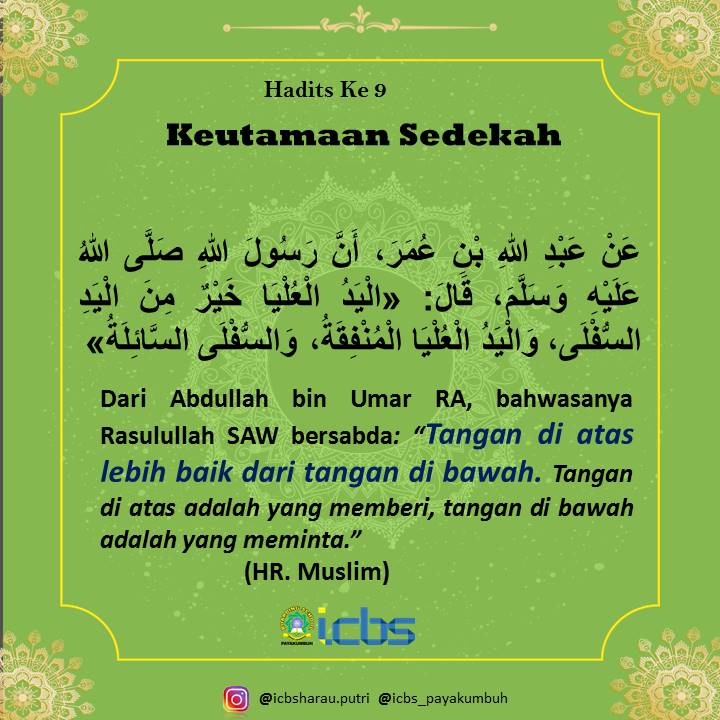 Hadits Ke 9
Keutamaan Sedekah
عَنْ عَبْدِ اللهِ بْنِ عُمَرَ، أَنَّ رَسُولَ اللهِ صَلَّى اللهُ
عَلَيْهِ وَسَلَّمَ، قَالَ: «الْيَدُ الْعُلْيَا خَيْرٌ مِنَ الْيَدِ
السُّفْلَى، وَالْيَدُ الْعُلْيَا الْمُنْفِقَةُ، وَالسُّفْلَى السَّائِلَةُ»
Dari Abdullah bin Umar RA, bahwasanya
Rasulullah SAW bersabda: “Tangan di atas
lebih baik dari tangan di bawah. Tangan
di atas adalah yang memberi, tangan di bawah
adalah yang meminta.”
(HR. Muslim)
PAYAKUMBUH
icbs
@icbsharau.putri @icbs_payakumbuh